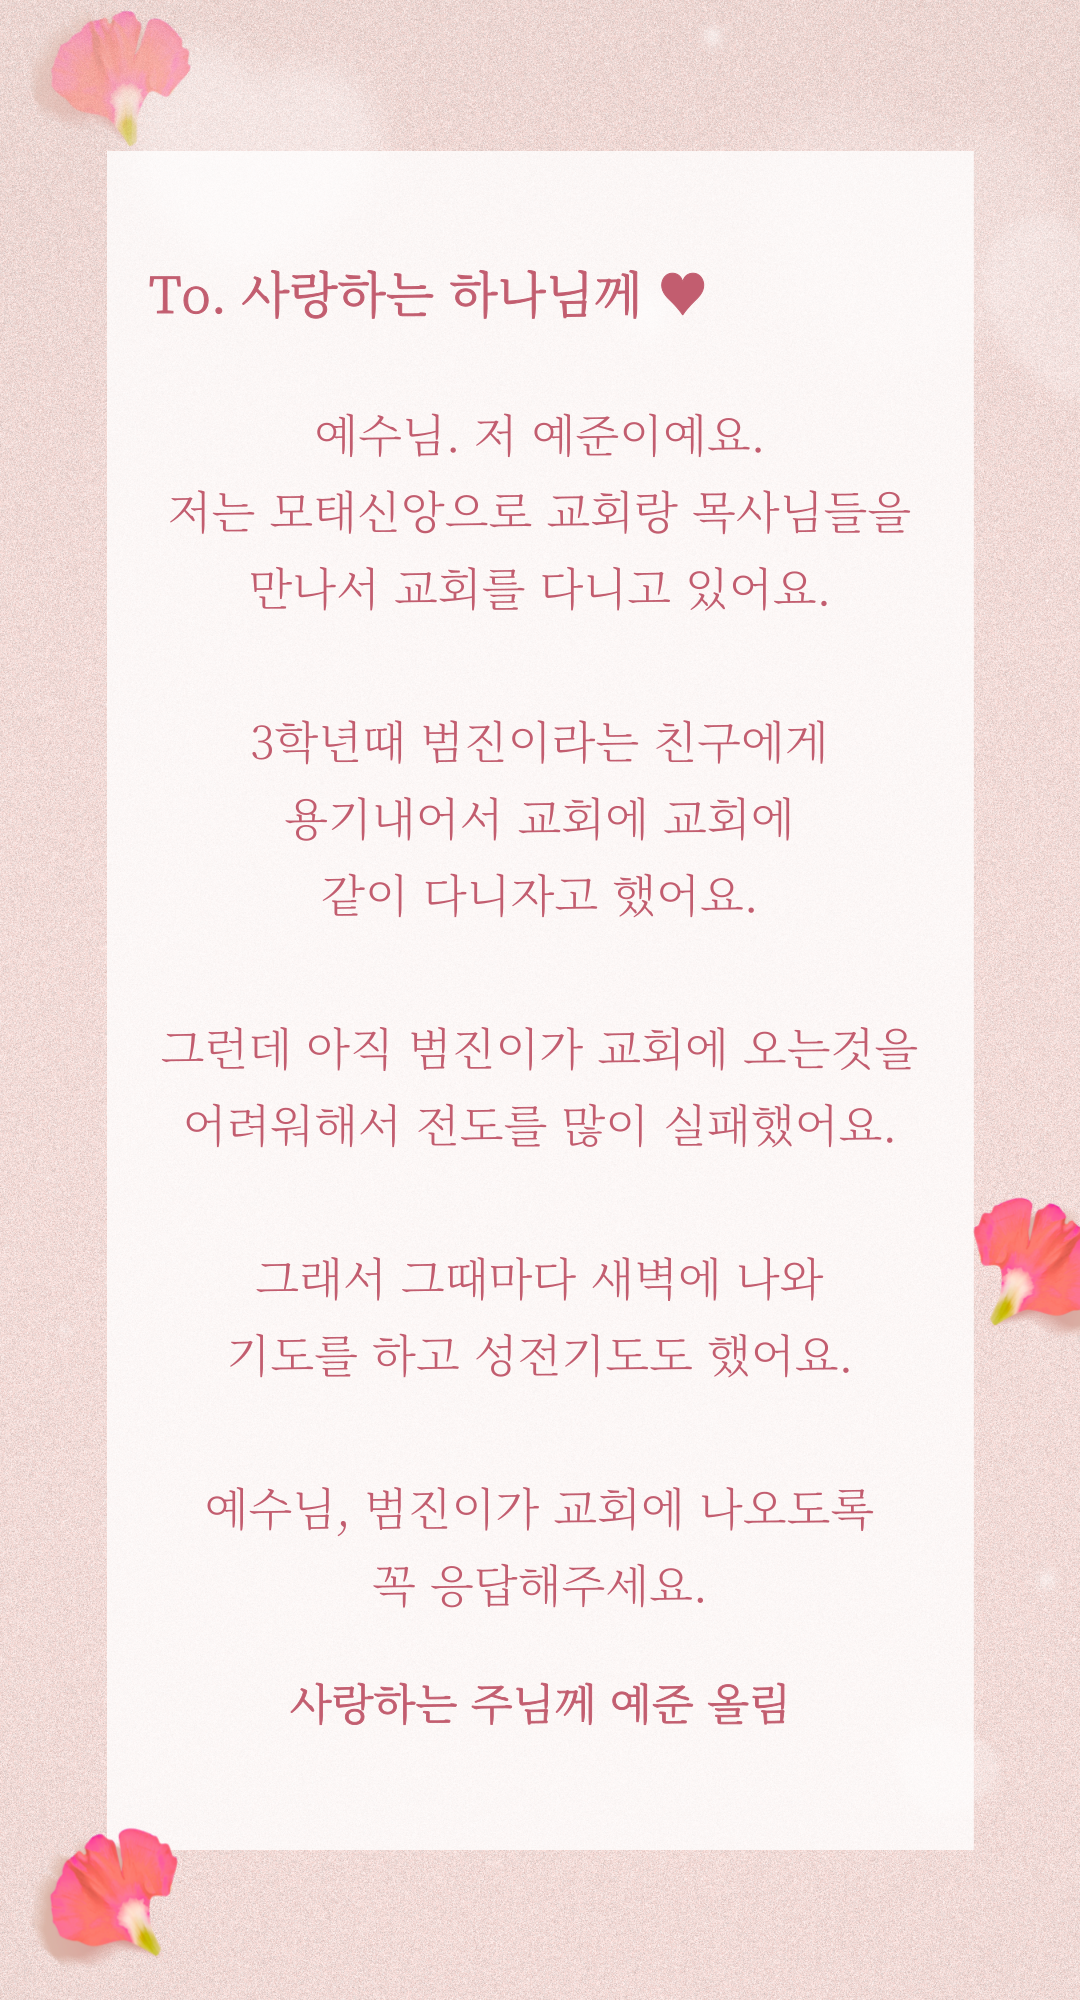 To. 사랑하는 하나님께 ♥
예수님. 저 예준이예요.
저는 모태신앙으로 교회랑 목사님들을
만나서 교회를 다니고 있어요.
3학년때 범진이라는 친구에게
용기내어서 교회에 교회에
같이 다니자고 했어요.
그런데 아직 범진이가 교회에 오는것을
어려워해서 전도를 많이 실패했어요.
그래서 그때마다 새벽에 나와
기도를 하고 성전기도도 했어요.
예수님, 범진이가 교회에 나오도록
꼭 응답해주세요.
사랑하는 주님께 예준 올림